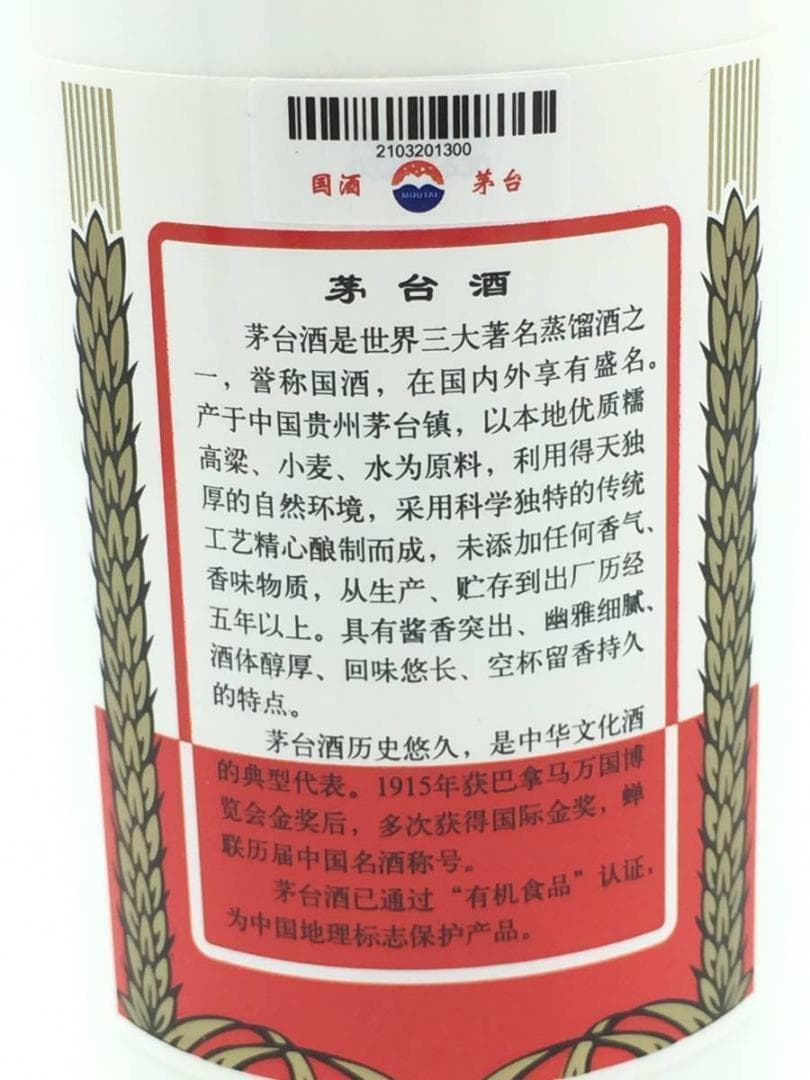 2103201300
国酒 MOUTAI 茅台
茅台酒
茅台酒是世界三大著名蒸馏酒之
一，誉称国酒，在国内外享有盛名。
产于中国贵州茅台镇，以本地优质糯
高粱、小麦、水为原料，利用得天独
厚的自然环境，采用科学独特的传统
工艺精心酿制而成，未添加任何香气、
香味物质，从生产、贮存到出厂历经
五年以上。具有酱香突出、幽雅细腻、
酒体醇厚、回味悠长、空杯留香持久
的特点。
茅台酒历史悠久，是中华文化酒
的典型代表。1915年获巴拿马万国博
览会金奖后，多次获得国际金奖，蝉
联历届中国名酒称号。
茅台酒已通过“有机食品”认证，
为中国地理标志保护产品。